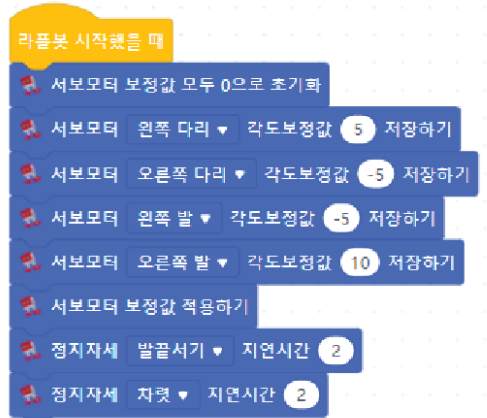 라플봇 시작했을 때
서보모터 보정값 모두 0으로 초기화
서보모터 왼쪽 다리 ▼ 각도보정값 5 저장하기
서보모터 오른쪽 다리 ▼ 각도보정값 -5 저장하기
서보모터 왼쪽 발 ▼ 각도보정값 -5 저장하기
서보모터 오른쪽 발 ▼ 각도보정값 10 저장하기
서보모터 보정값 적용하기
정지자세 발끝서기 ▼ 지연시간 2
정지자세 차렷 ▼ 지연시간 2